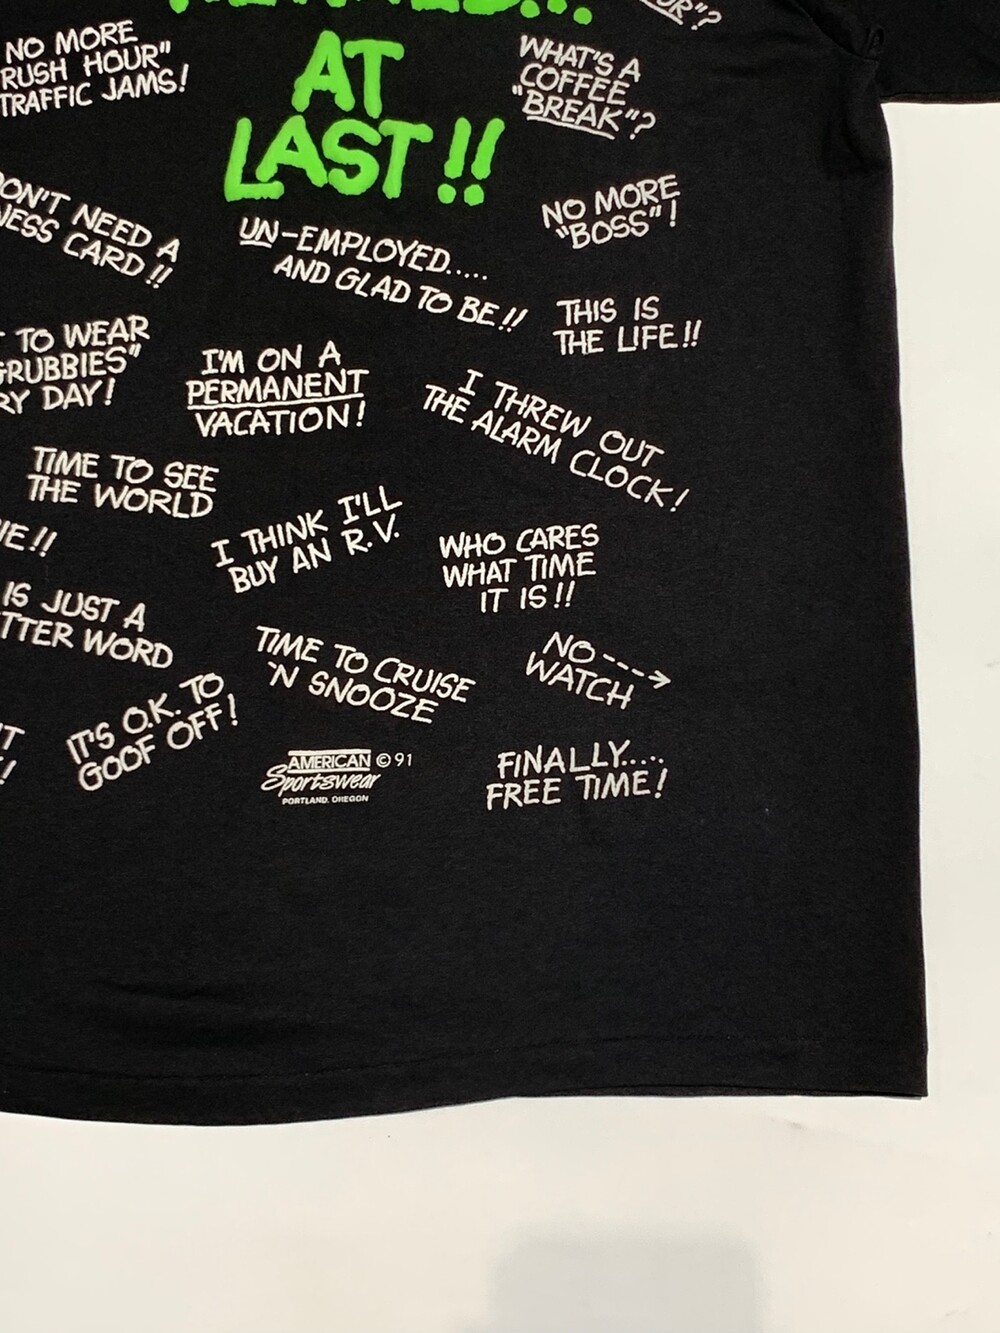 AT
LAST!!
NO MORE
RUSH HOUR"
TRAFFIC JAMS!
WHAT'S A
COFFEE
"BREAK"?
NO MORE
"BOSS"!
NEED A
CARD!!
UN-EMPLOYED.....
AND GLAD TO BE!!
THIS IS
THE LIFE!!
TO WEAR
GRUBBIES"
DAY!
I'M ON A
PERMANENT
VACATION!
I THREW OUT
THE ALARM CLOCK!
TIME TO SEE
THE WORLD
I THINK I'LL
BUY AN R.V.
WHO CARES
WHAT TIME
IT IS!!
IS JUST A
WORD
TIME TO CRUISE
'N SNOOZE
NO--->
WATCH
IT'S O.K. TO
GOOF OFF!
AMERICAN © 91
Sportswear
PORTLAND, OREGON
FINALLY.....
FREE TIME!